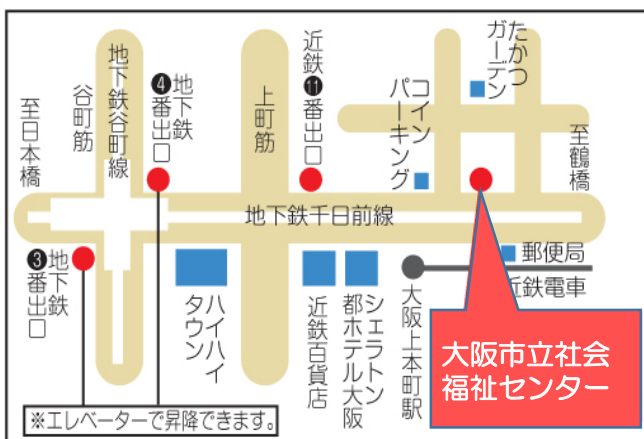 至日本橋
谷町筋
地下鉄谷町線
地下鉄
❹番出口
上町筋
近鉄⓫番出口
コイン
パーキング
たかつ
ガーデン
至鶴橋
地下鉄千日前線
地下鉄
❸番出口
ハイハイ
タウン
近鉄百貨店
シェラトン
都ホテル大阪
大阪上本町駅
郵便局
近鉄電車
大阪市立社会
福祉センター
※エレベーターで昇降できます。